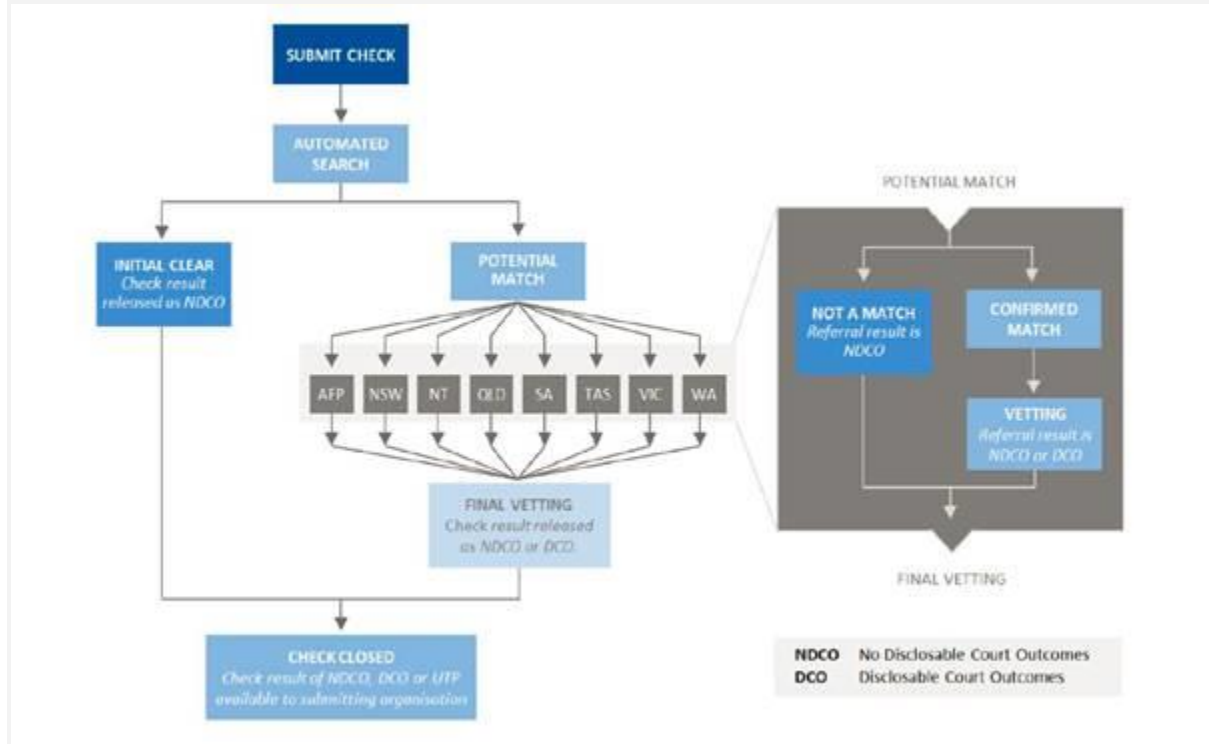 SUBMIT CHECK
AUTOMATED
SEARCH
INITIAL CLEAR
Check result
released as NDCO
POTENTIAL
MATCH
AFP
NSW
NT
QLD
SA
TAS
VIC
WA
FINAL VETTING
Check result released
as NDCO or DCO
CHECK CLOSED
Check result of NDCO, DCO or UTP
available to submitting organisation
POTENTIAL MATCH
NOT A MATCH
Referral result is
NDCO
CONFIRMED
MATCH
VETTING
Referral result is
NDCO or DCO
FINAL VETTING
NDCO No Disclosable Court Outcomes
DCO Disclosable Court Outcomes